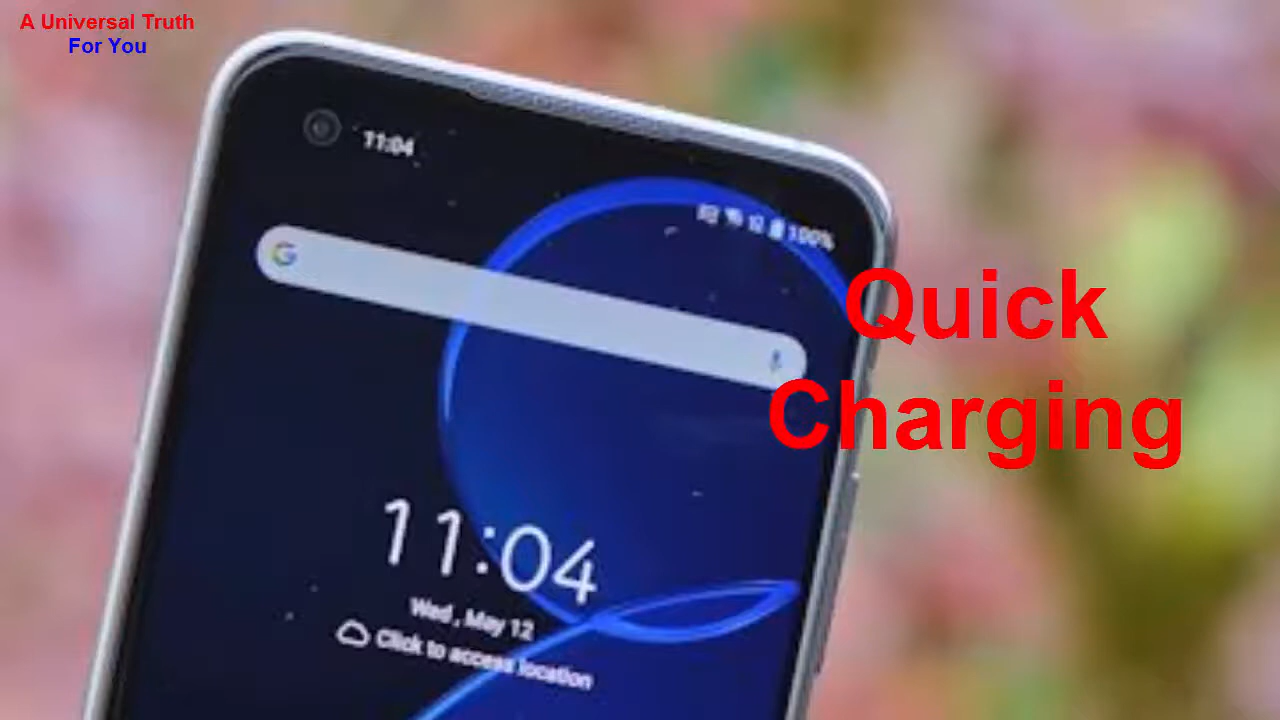 A Universal Truth
For You
11:04
100%
G
Quick
Charging
11:04
Wed, May 12
Click to access location